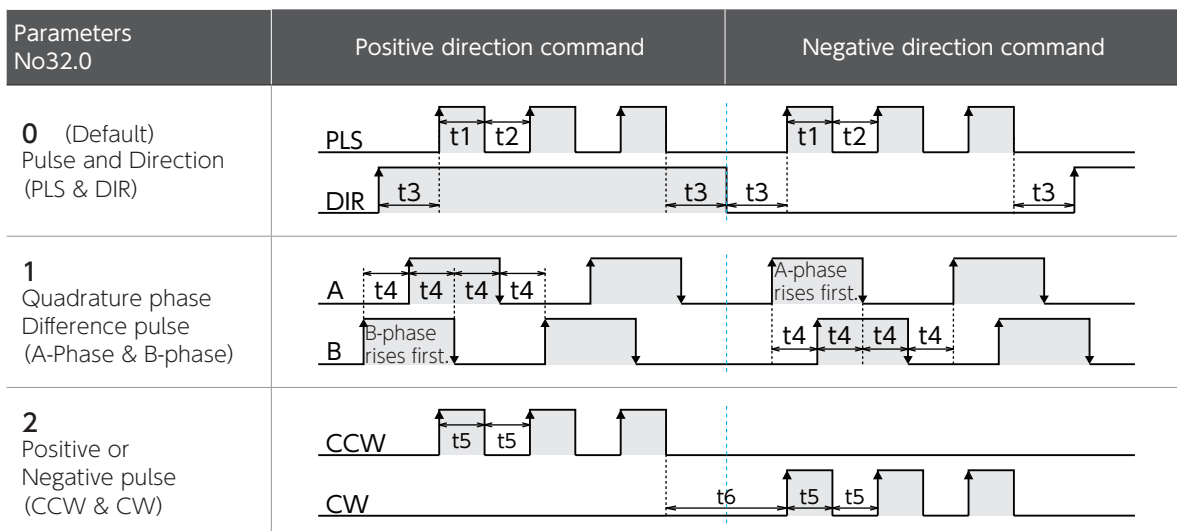 Parameters
No32.0
Positive direction command
Negative direction command
0 (Default)
Pulse and Direction
(PLS & DIR)
PLS
t1 t2
t1 t2
DIR
t3 t3 t3 t3
1
Quadrature phase
Difference pulse
(A-Phase & B-phase)
A
t4 t4 t4 t4
A-phase
rises first.
B
B-phase
rises first.
t4 t4 t4 t4
2
Positive or
Negative pulse
(CCW & CW)
CCW
t5 t5
CW
t6 t5 t5